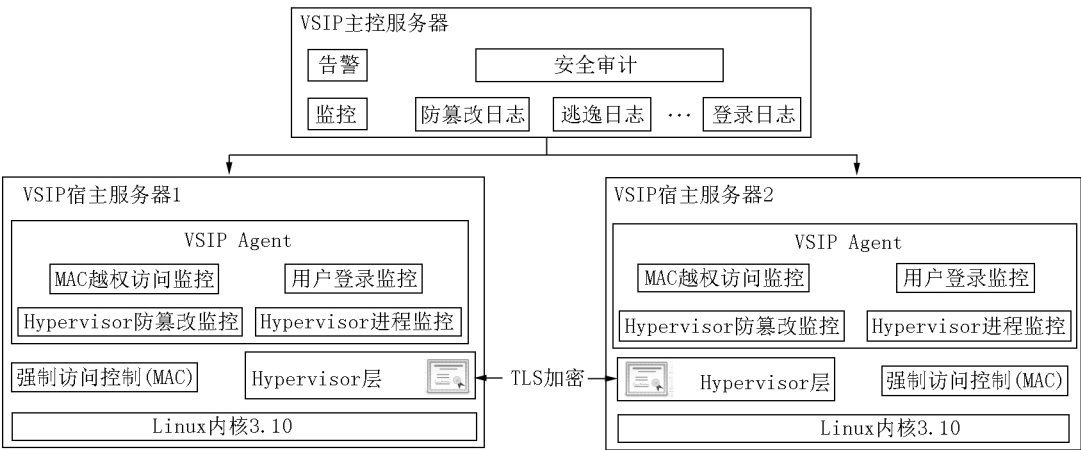 VSIP主控服务器
告警
安全审计
监控
防篡改日志
逃逸日志
…
登录日志
VSIP宿主服务器1
VSIP Agent
MAC越权访问监控
用户登录监控
Hypervisor防篡改监控
Hypervisor进程监控
强制访问控制(MAC)
Hypervisor层
Linux内核3.10
TLS加密
VSIP宿主服务器2
VSIP Agent
MAC越权访问监控
用户登录监控
Hypervisor防篡改监控
Hypervisor进程监控
Hypervisor层
强制访问控制(MAC)
Linux内核3.10